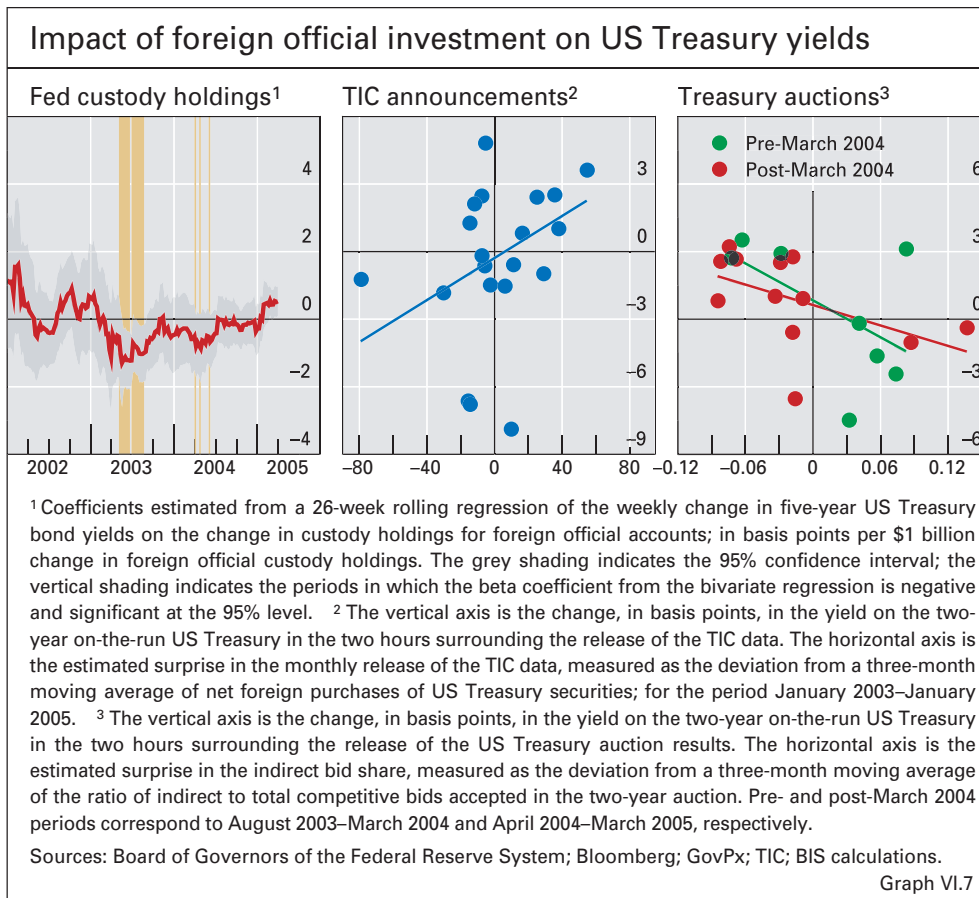 Impact of foreign official investment on US Treasury yields
Fed custody holdings¹
TIC announcements²
Treasury auctions³
4
2
0
–2
–4
2002 2003 2004 2005
3
0
–3
–6
–9
–80 –40 0 40 80
Pre-March 2004
Post-March 2004
6
3
0
–3
–6
–0.12 –0.06 0 0.06 0.12
¹ Coefficients estimated from a 26-week rolling regression of the weekly change in five-year US Treasury
bond yields on the change in custody holdings for foreign official accounts; in basis points per $1 billion
change in foreign official custody holdings. The grey shading indicates the 95% confidence interval; the
vertical shading indicates the periods in which the beta coefficient from the bivariate regression is negative
and significant at the 95% level. ² The vertical axis is the change, in basis points, in the yield on the two-
year on-the-run US Treasury in the two hours surrounding the release of the TIC data. The horizontal axis is
the estimated surprise in the monthly release of the TIC data, measured as the deviation from a three-month
moving average of net foreign purchases of US Treasury securities; for the period January 2003–January
2005. ³ The vertical axis is the change, in basis points, in the yield on the two-year on-the-run US Treasury
in the two hours surrounding the release of the US Treasury auction results. The horizontal axis is the
estimated surprise in the indirect bid share, measured as the deviation from a three-month moving average
of the ratio of indirect to total competitive bids accepted in the two-year auction. Pre- and post-March 2004
periods correspond to August 2003–March 2004 and April 2004–March 2005, respectively.
Sources: Board of Governors of the Federal Reserve System; Bloomberg; GovPx; TIC; BIS calculations.
Graph VI.7